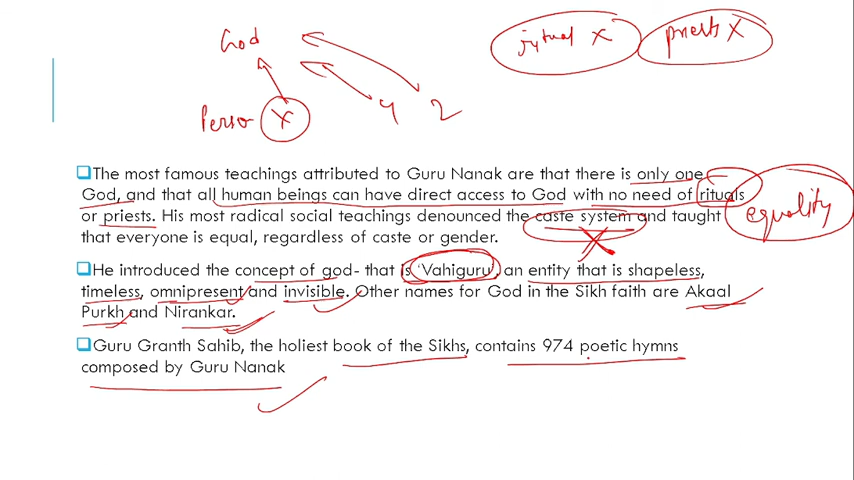 God
ritual X
priests X
Person X
Y Z
❑The most famous teachings attributed to Guru Nanak are that there is only one
God, and that all human beings can have direct access to God with no need of rituals
or priests. His most radical social teachings denounced the caste system and taught
that everyone is equal, regardless of caste or gender.
equality
❑He introduced the concept of god- that is 'Vahiguru', an entity that is shapeless,
timeless, omnipresent and invisible. Other names for God in the Sikh faith are Akaal
Purkh and Nirankar.
❑Guru Granth Sahib, the holiest book of the Sikhs, contains 974 poetic hymns
composed by Guru Nanak